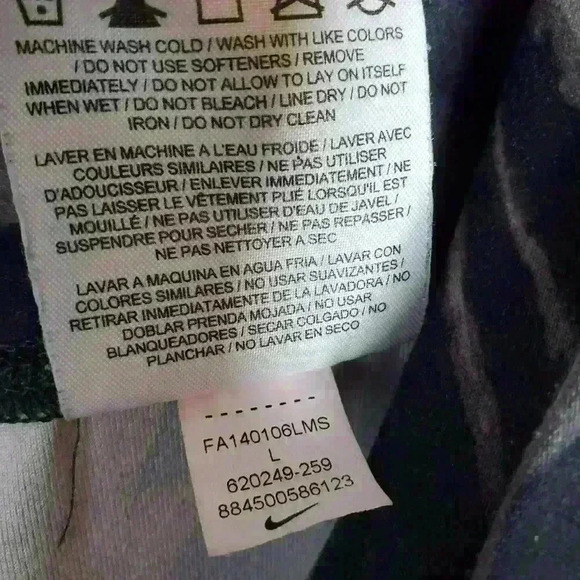 MACHINE WASH COLD / WASH WITH LIKE COLORS
/ DO NOT USE SOFTENERS / REMOVE
IMMEDIATELY / DO NOT ALLOW TO LAY ON ITSELF
WHEN WET / DO NOT BLEACH / LINE DRY / DO NOT
IRON / DO NOT DRY CLEAN
LAVER EN MACHINE A L'EAU FROIDE / LAVER AVEC
COULEURS SIMILAIRES / NE PAS UTILISER
D'ADOUCISSEUR / ENLEVER IMMEDIATEMENT / NE
PAS LAISSER LE VÊTEMENT PLIÉ LORSQU'IL EST
MOUILLÉ / NE PAS UTILISER D'EAU DE JAVEL /
SUSPENDRE POUR SECHER / NE PAS REPASSER /
NE PAS NETTOYER A SEC
LAVAR A MAQUINA EN AGUA FRIA / LAVAR CON
COLORES SIMILARES / NO USAR SUAVIZANTES /
RETIRAR IMMEDIATAMENTE DE LA LAVADORA / NO
DOBLAR PRENDA MOJADA / NO USAR
BLANQUEADORES / SECAR COLGADO / NO
PLANCHAR / NO LAVAR EN SECO
FA140106LMS
L
620249-259
884500586123